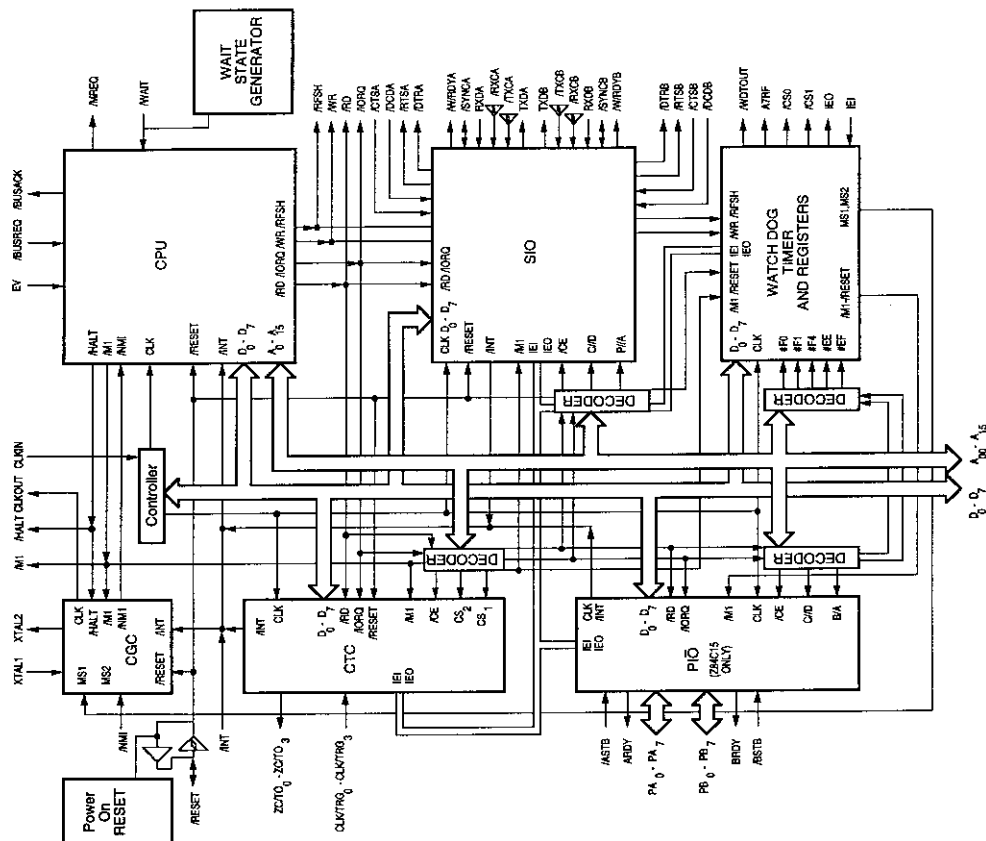 Power
On
RESET
/RESET
XTAL1
XTAL2
/M1
/HALT
CLKOUT
CLKIN
EV
/BUSREQ
/BUSACK
/MREQ
/WAIT
WAIT
STATE
GENERATOR
CGC
MS1
MS2
CLK
/HALT
/M1
/NMI
/INT
/RESET
/NMI
/INT
Controller
CPU
/HALT
/M1
/NMI
CLK
/RESET
/INT
D0 - D7
A0 - A15
/RD
/IORQ
/WR
/RFSH
/RFSH
/WR
/RD
/IORQ
/CTSA
/DCDA
/RTSA
/DTRA
CTC
/INT
CLK
D0 - D7
/RD
/IORQ
/RESET
/M1
/CE
CS2
CS1
IEI
IEO
ZC/TO0 - ZC/TO3
CLK/TRG0 - CLK/TRG3
DECODER
SIO
CLK
D0 - D7
/RD
/IORQ
/RESET
/INT
/M1
IEI
IEO
/CE
C//D
P//A
DECODER
/W/RDYA
/SYNCA
RXDA
/RXCA
/TXCA
TXDA
TXDB
/TXCB
/RXCB
RXDB
/SYNCB
/W/RDYB
/DTRB
/RTSB
/CTSB
/DCDB
PIO
(Z84C15
ONLY)
IEI
IEO
CLK
/INT
D0 - D7
/RD
/IORQ
/M1
CLK
/CE
C//D
B/A
DECODER
/ASTB
ARDY
PA0 - PA7
PB0 - PB7
BRDY
/BSTB
WATCH DOG
TIMER
AND REGISTERS
D0 - D7
/M1
/RESET
IEI
IEO
/WR
/RFSH
CLK
#F0
#F1
#F4
#EE
#EF
DECODER
/M1-/RESET
MS1,MS2
/WDTOUT
A7RF
/CS0
/CS1
IEO
IEI
D0 - D7
A00 - A15